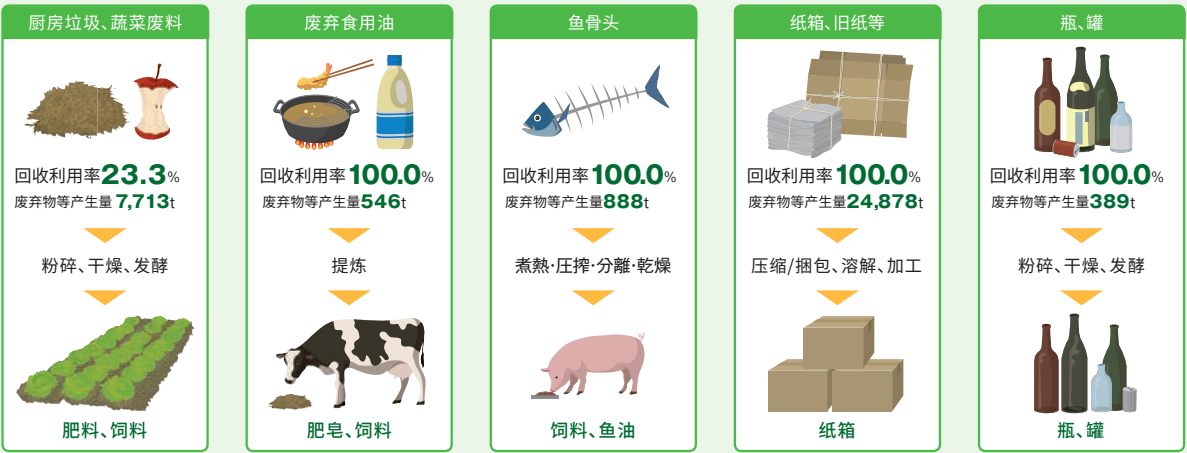 厨房垃圾、蔬菜废料
回收利用率23.3%
废弃物等产生量7,713t
粉碎、干燥、发酵
肥料、饲料
废弃食用油
回收利用率100.0%
废弃物等产生量546t
提炼
肥皂、饲料
鱼骨头
回收利用率100.0%
废弃物等产生量888t
煮熱·圧搾·分離·乾燥
饲料、鱼油
纸箱、旧纸等
回收利用率100.0%
废弃物等产生量24,878t
压缩/捆包、溶解、加工
纸箱
瓶、罐
回收利用率100.0%
废弃物等产生量389t
粉碎、干燥、发酵
瓶、罐